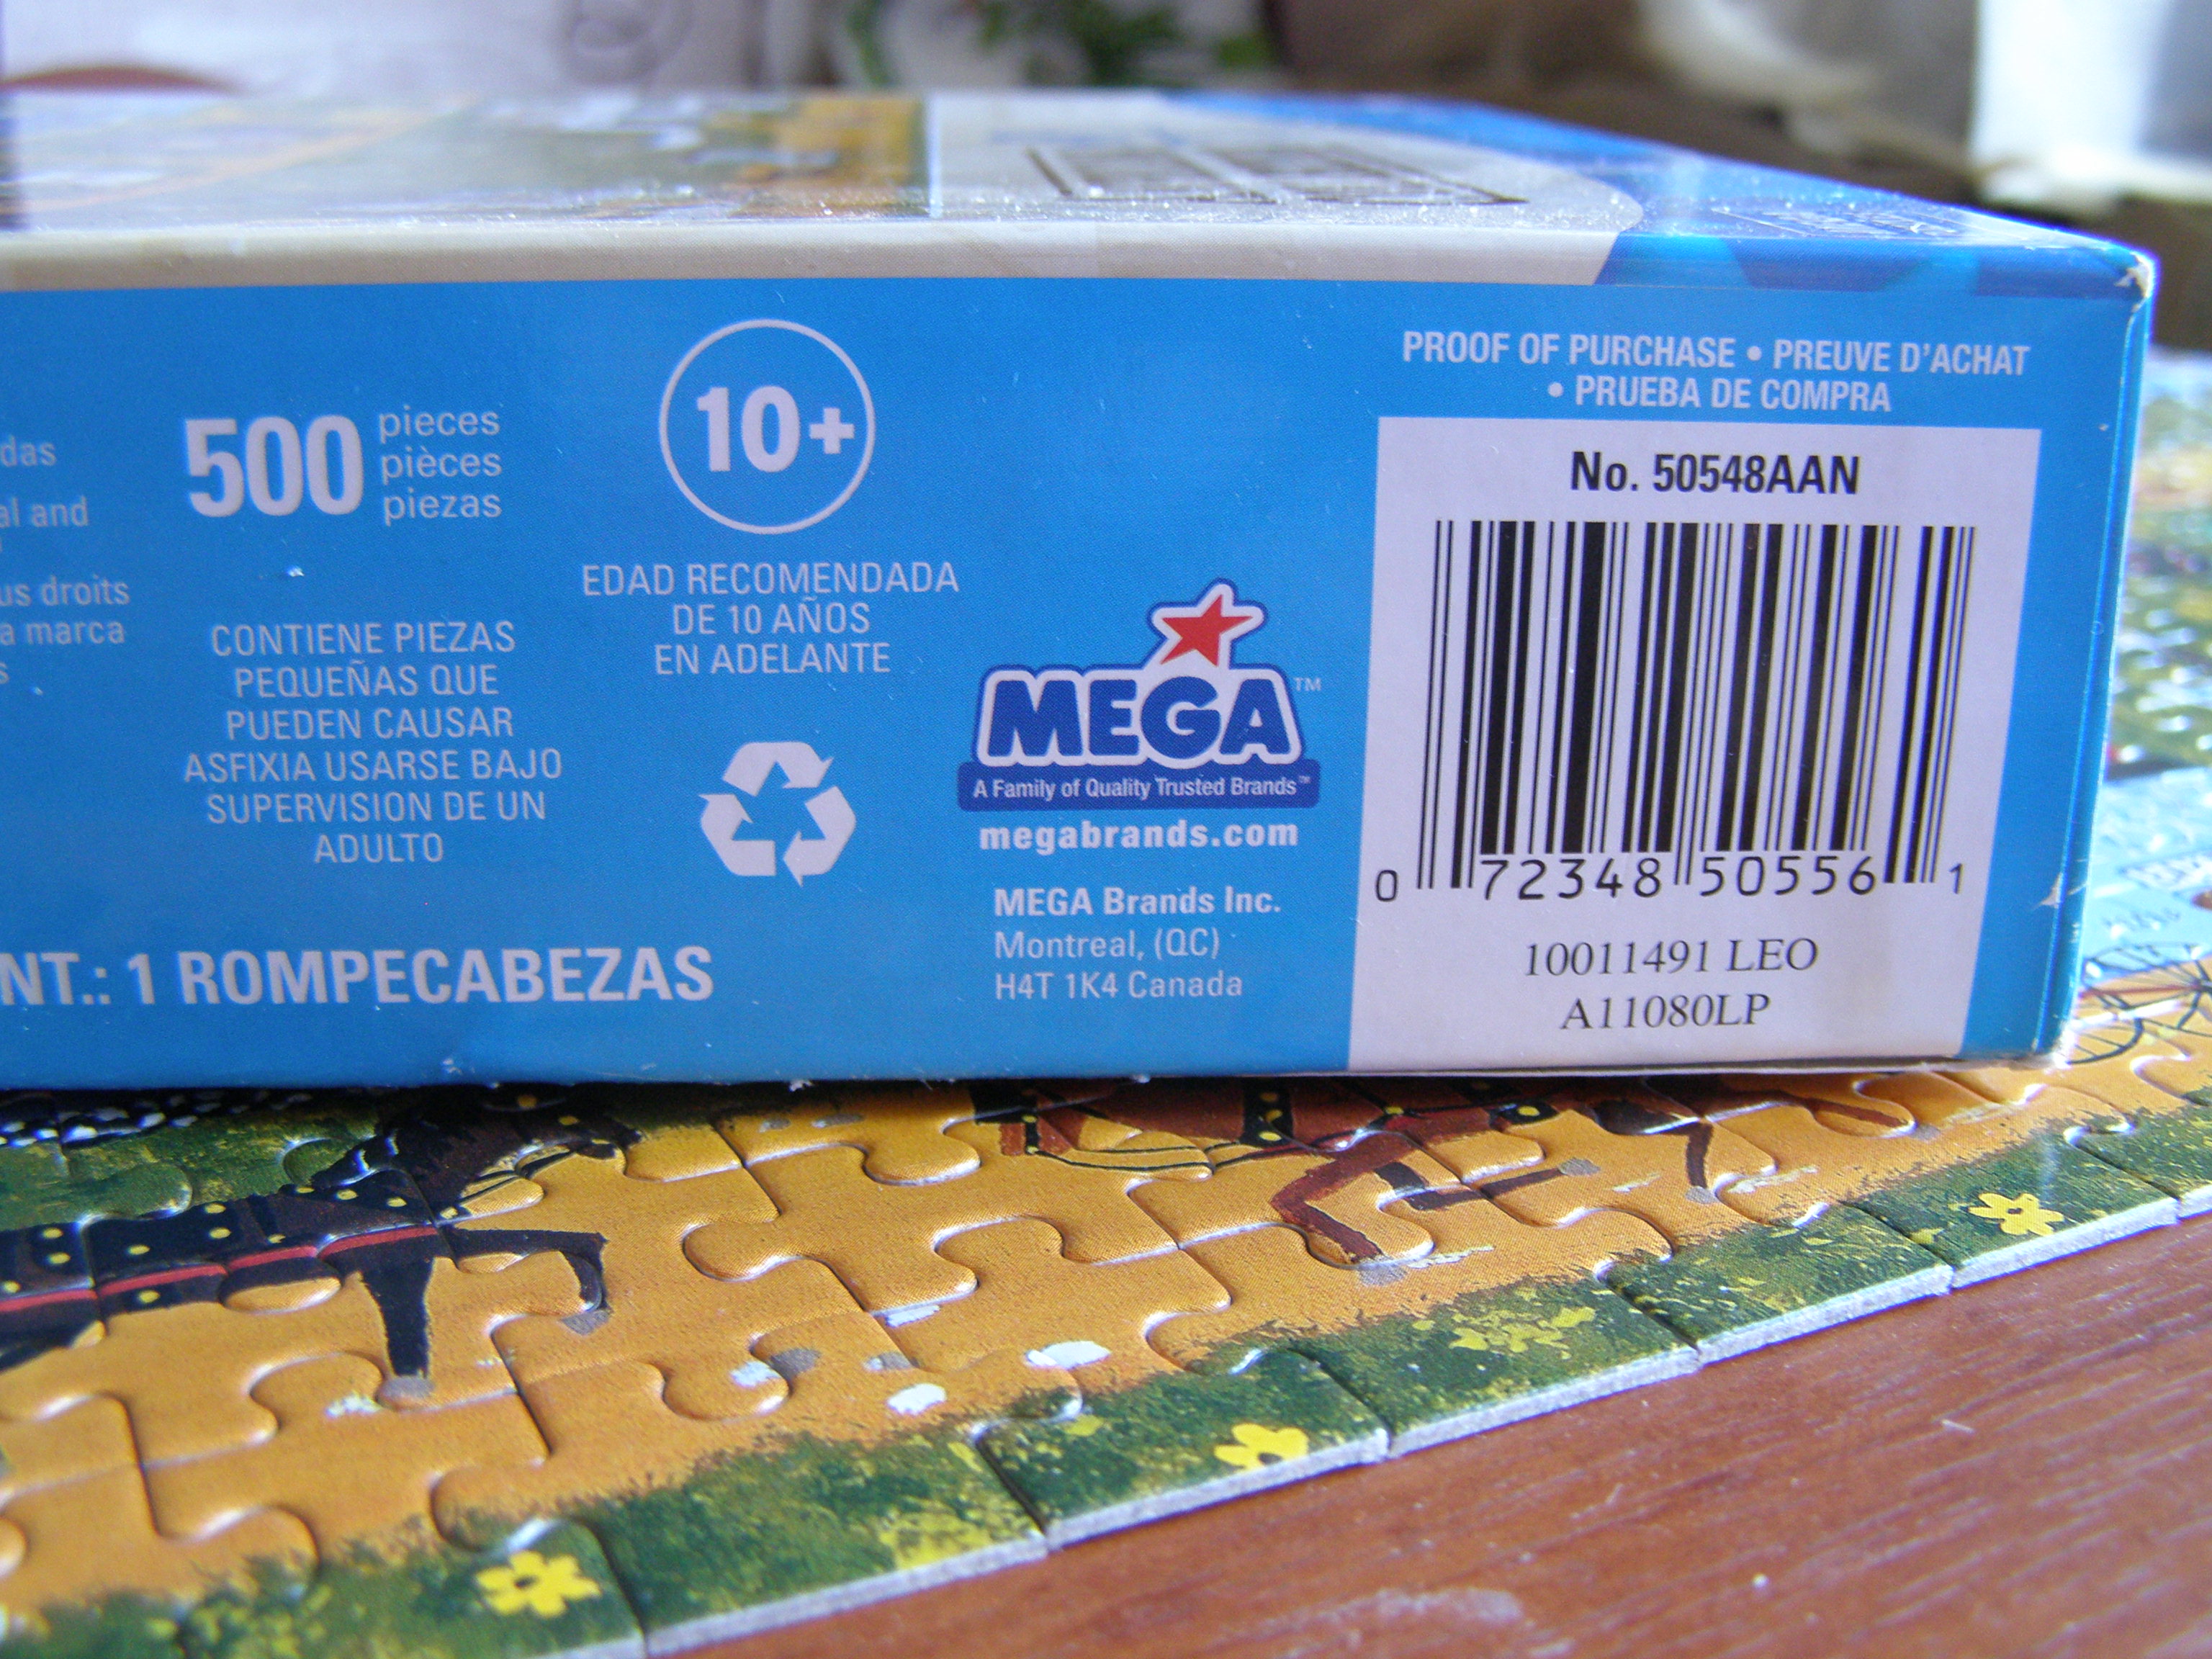 das
al and
us droits
a marca
s
500 pieces
pièces
piezas
CONTIENE PIEZAS
PEQUEÑAS QUE
PUEDEN CAUSAR
ASFIXIA USARSE BAJO
SUPERVISION DE UN
ADULTO
NT.: 1 ROMPECABEZAS
10+
EDAD RECOMENDADA
DE 10 AÑOS
EN ADELANTE
MEGA™
A Family of Quality Trusted Brands™
megabrands.com
MEGA Brands Inc.
Montreal, (QC)
H4T 1K4 Canada
PROOF OF PURCHASE • PREUVE D'ACHAT
• PRUEBA DE COMPRA
No. 50548AAN
0 72348 50556 1
10011491 LEO
A11080LP